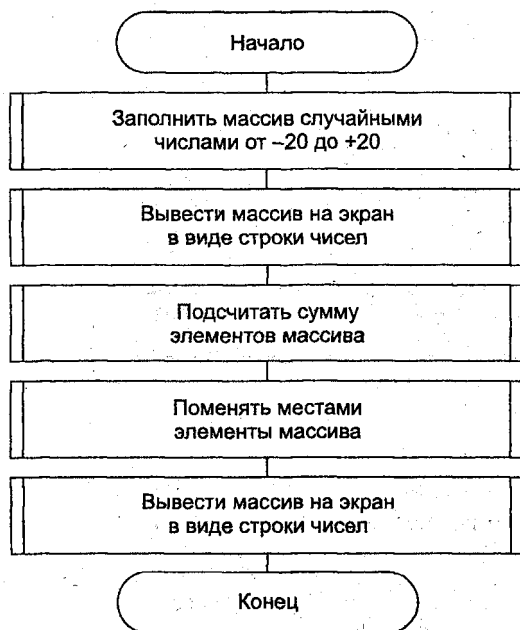 Начало
Заполнить массив случайными
числами от –20 до +20
Вывести массив на экран
в виде строки чисел
Подсчитать сумму
элементов массива
Поменять местами
элементы массива
Вывести массив на экран
в виде строки чисел
Конец